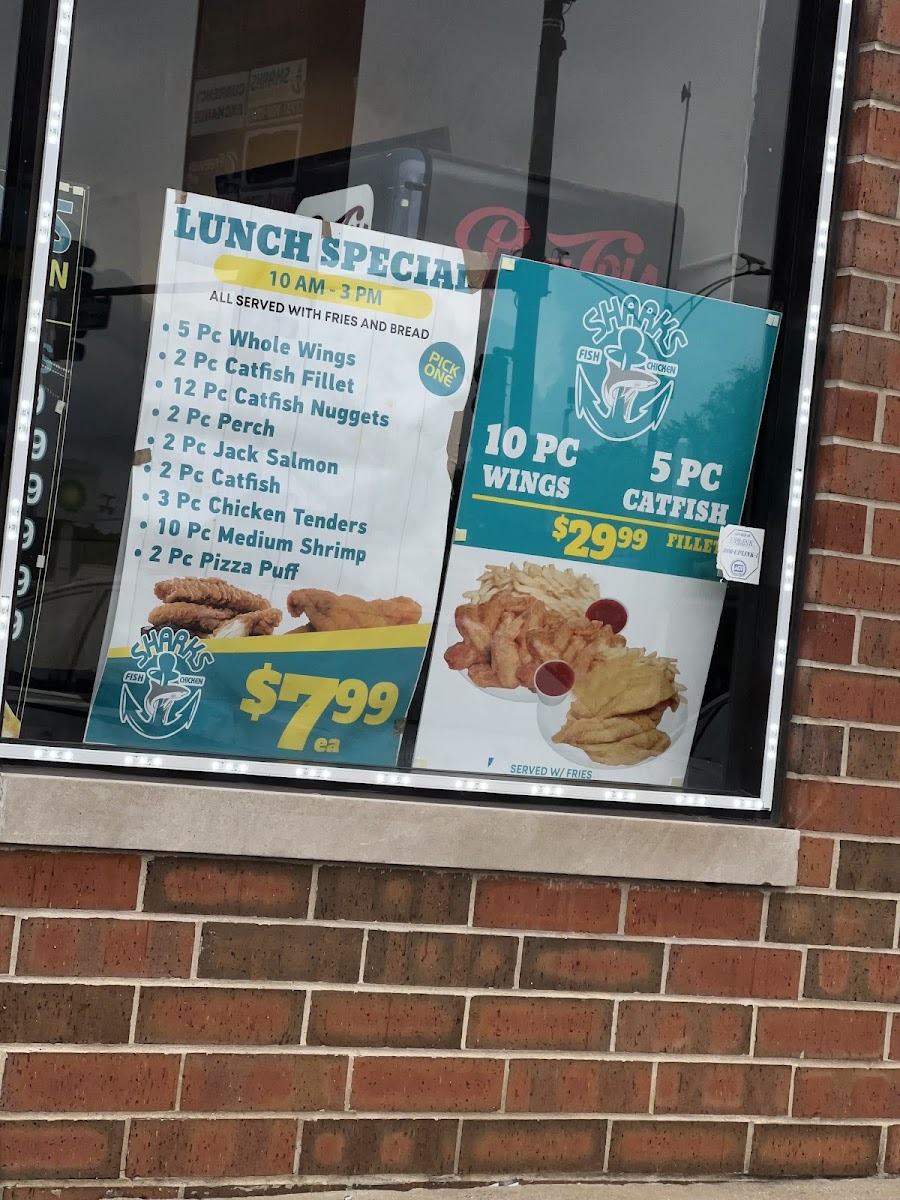 LUNCH SPECIAL
10 AM - 3 PM
ALL SERVED WITH FRIES AND BREAD
PICK
ONE
• 5 Pc Whole Wings
• 2 Pc Catfish Fillet
• 12 Pc Catfish Nuggets
• 2 Pc Perch
• 2 Pc Jack Salmon
• 2 Pc Catfish
• 3 Pc Chicken Tenders
• 10 Pc Medium Shrimp
• 2 Pc Pizza Puff
SHARKS
FISH CHICKEN
$7.99
ea
SHARKS
FISH CHICKEN
10 PC
WINGS
5 PC
CATFISH
FILLET
$29.99
SERVED W/ FRIES
CURRENCY
EXCHANGE
bp